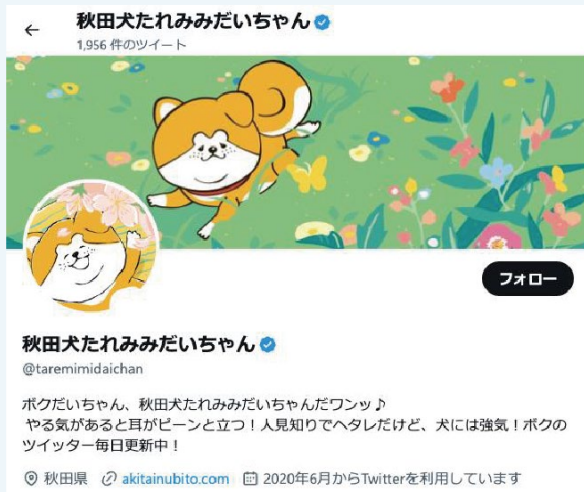 秋田犬たれみみだいちゃん
1,956 件のツイート
フォロー
秋田犬たれみみだいちゃん
@taremimidaichan
ボクだいちゃん、秋田犬たれみみだいちゃんだワンッ♪
やる気があると耳がピーンと立つ！人見知りでヘタレだけど、犬には強気！ボクの
ツイッター毎日更新中！
秋田県 akitainubito.com 2020年6月からTwitterを利用しています